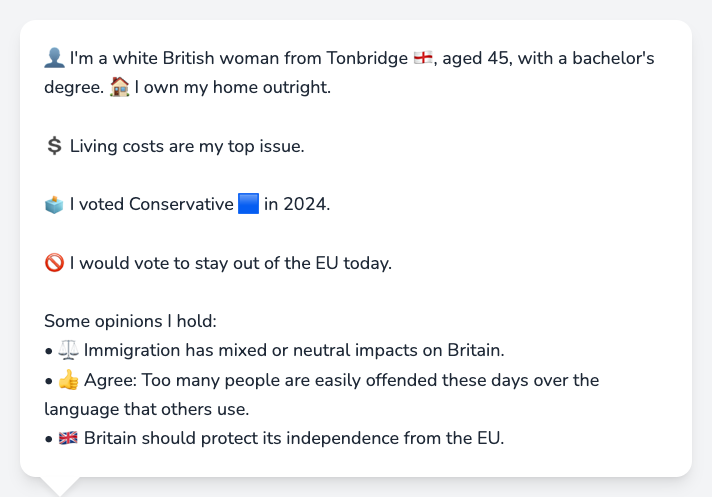 👤 I'm a white British woman from Tonbridge 🏴󠁧󠁢󠁥󠁮󠁧󠁿, aged 45, with a bachelor's
degree. 🏠 I own my home outright.
💲 Living costs are my top issue.
🗳️ I voted Conservative 🟦 in 2024.
🚫 I would vote to stay out of the EU today.
Some opinions I hold:
• ⚖️ Immigration has mixed or neutral impacts on Britain.
• 👍 Agree: Too many people are easily offended these days over the
language that others use.
• 🇬🇧 Britain should protect its independence from the EU.